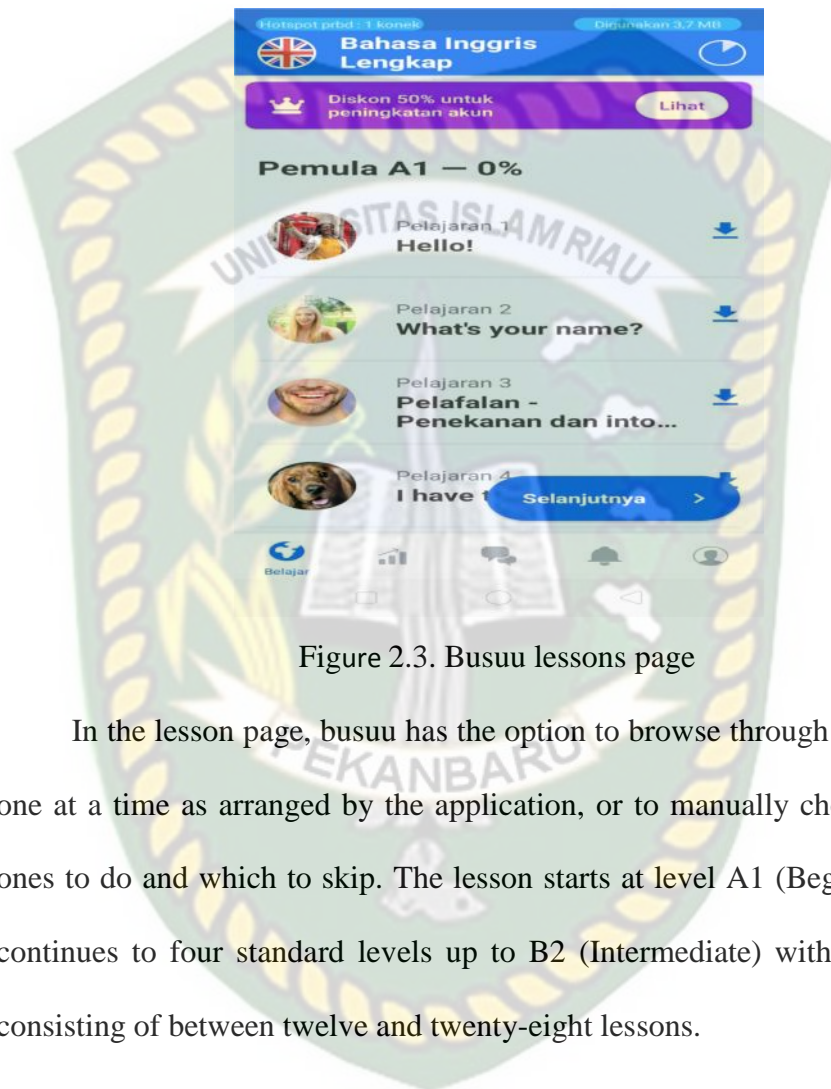 Hotspot prbd : 1 konek
Digunakan 3,7 MB
Bahasa Inggris
Lengkap
Diskon 50% untuk
peningkatan akun
Lihat
Pemula A1 — 0%
UNIVERSITAS ISLAM RIAU
Pelajaran 1
Hello!
Pelajaran 2
What's your name?
Pelajaran 3
Pelafalan -
Penekanan dan into...
Pelajaran 4
I have
Selanjutnya >
Belajar
Figure 2.3. Busuu lessons page
In the lesson page, busuu has the option to browse through
PEKANBARU
one at a time as arranged by the application, or to manually
ones to do and which to skip. The lesson starts at level A1
continues to four standard levels up to B2 (Intermediate) with
consisting of between twelve and twenty-eight lessons.